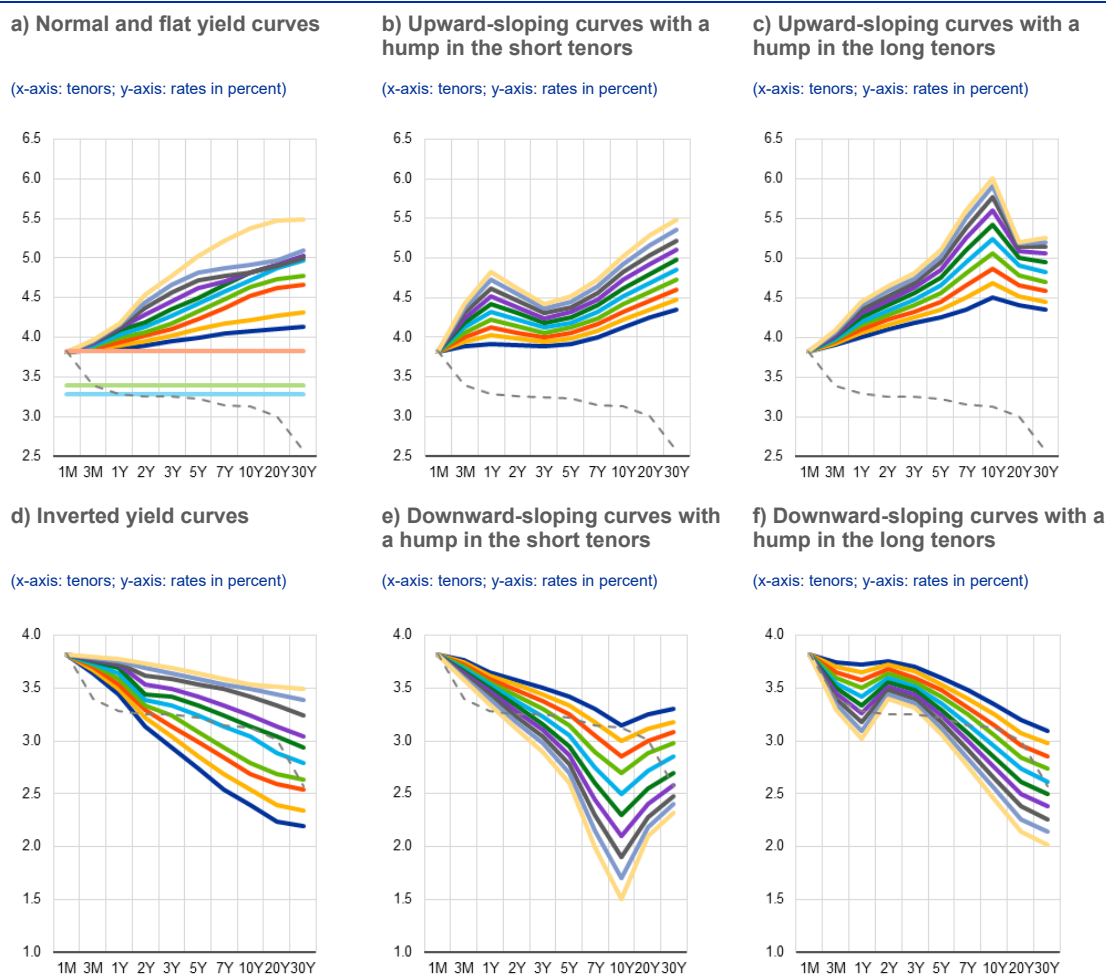 a) Normal and flat yield curves
(x-axis: tenors; y-axis: rates in percent)
6.5
6.0
5.5
5.0
4.5
4.0
3.5
3.0
2.5
1M 3M 1Y 2Y 3Y 5Y 7Y 10Y 20Y 30Y
b) Upward-sloping curves with a
hump in the short tenors
(x-axis: tenors; y-axis: rates in percent)
6.5
6.0
5.5
5.0
4.5
4.0
3.5
3.0
2.5
1M 3M 1Y 2Y 3Y 5Y 7Y 10Y 20Y 30Y
c) Upward-sloping curves with a
hump in the long tenors
(x-axis: tenors; y-axis: rates in percent)
6.5
6.0
5.5
5.0
4.5
4.0
3.5
3.0
2.5
1M 3M 1Y 2Y 3Y 5Y 7Y 10Y 20Y 30Y
d) Inverted yield curves
(x-axis: tenors; y-axis: rates in percent)
4.0
3.5
3.0
2.5
2.0
1.5
1.0
1M 3M 1Y 2Y 3Y 5Y 7Y 10Y 20Y 30Y
e) Downward-sloping curves with
a hump in the short tenors
(x-axis: tenors; y-axis: rates in percent)
4.0
3.5
3.0
2.5
2.0
1.5
1.0
1M 3M 1Y 2Y 3Y 5Y 7Y 10Y 20Y 30Y
f) Downward-sloping curves with a
hump in the long tenors
(x-axis: tenors; y-axis: rates in percent)
4.0
3.5
3.0
2.5
2.0
1.5
1.0
1M 3M 1Y 2Y 3Y 5Y 7Y 10Y 20Y 30Y